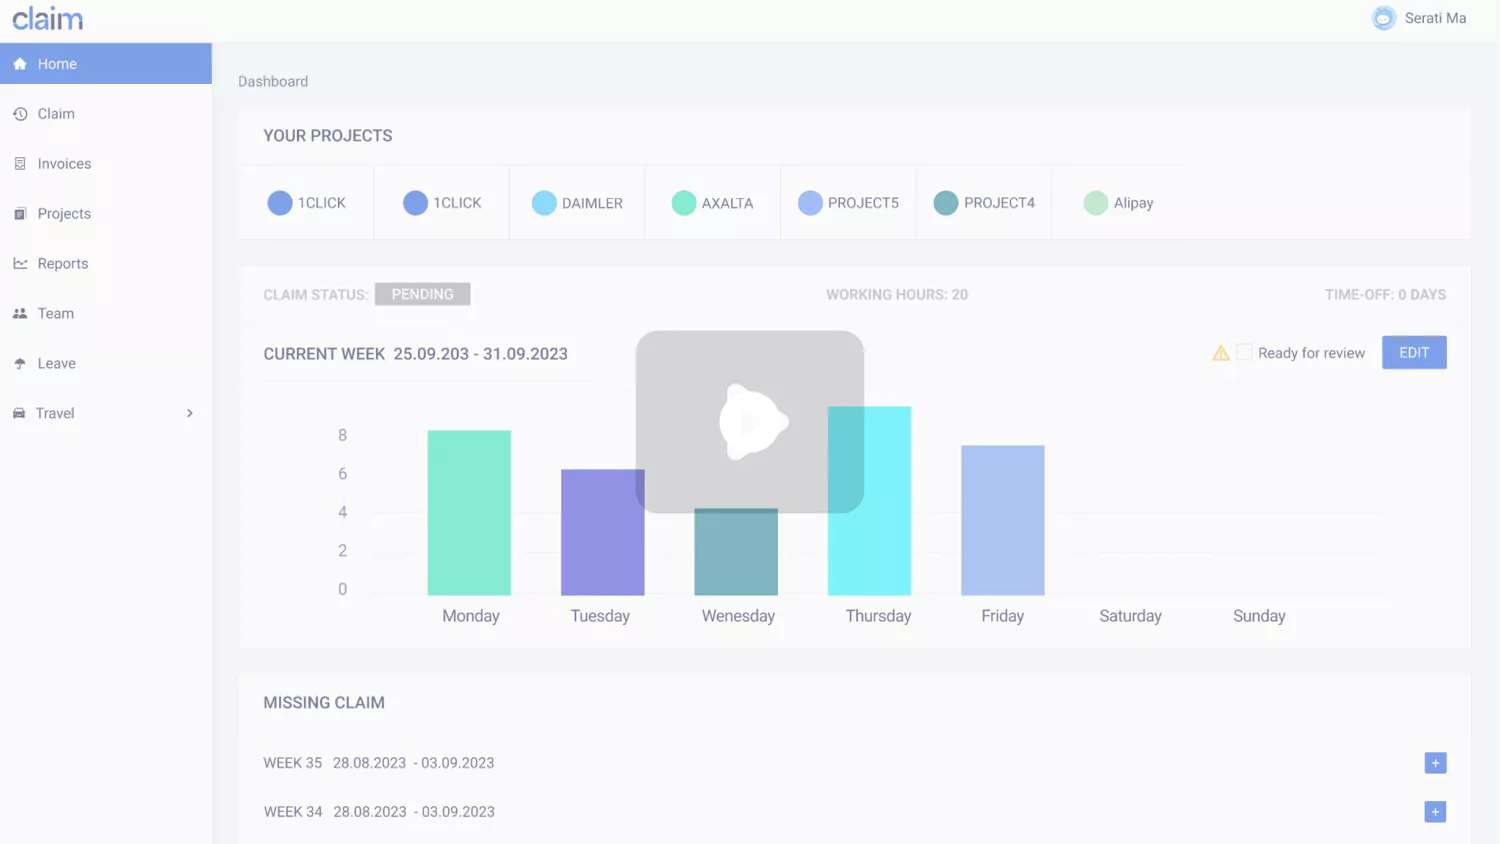 claim
Serati Ma
Home
Claim
Invoices
Projects
Reports
Team
Leave
Travel
Dashboard
YOUR PROJECTS
1CLICK
1CLICK
DAIMLER
AXALTA
PROJECT5
PROJECT4
Alipay
CLAIM STATUS: PENDING
WORKING HOURS: 20
TIME-OFF: 0 DAYS
CURRENT WEEK 25.09.203 - 31.09.2023
Ready for review
EDIT
8
6
4
2
0
Monday Tuesday Wenesday Thursday Friday Saturday Sunday
MISSING CLAIM
WEEK 35 28.08.2023 - 03.09.2023 +
WEEK 34 28.08.2023 - 03.09.2023 +